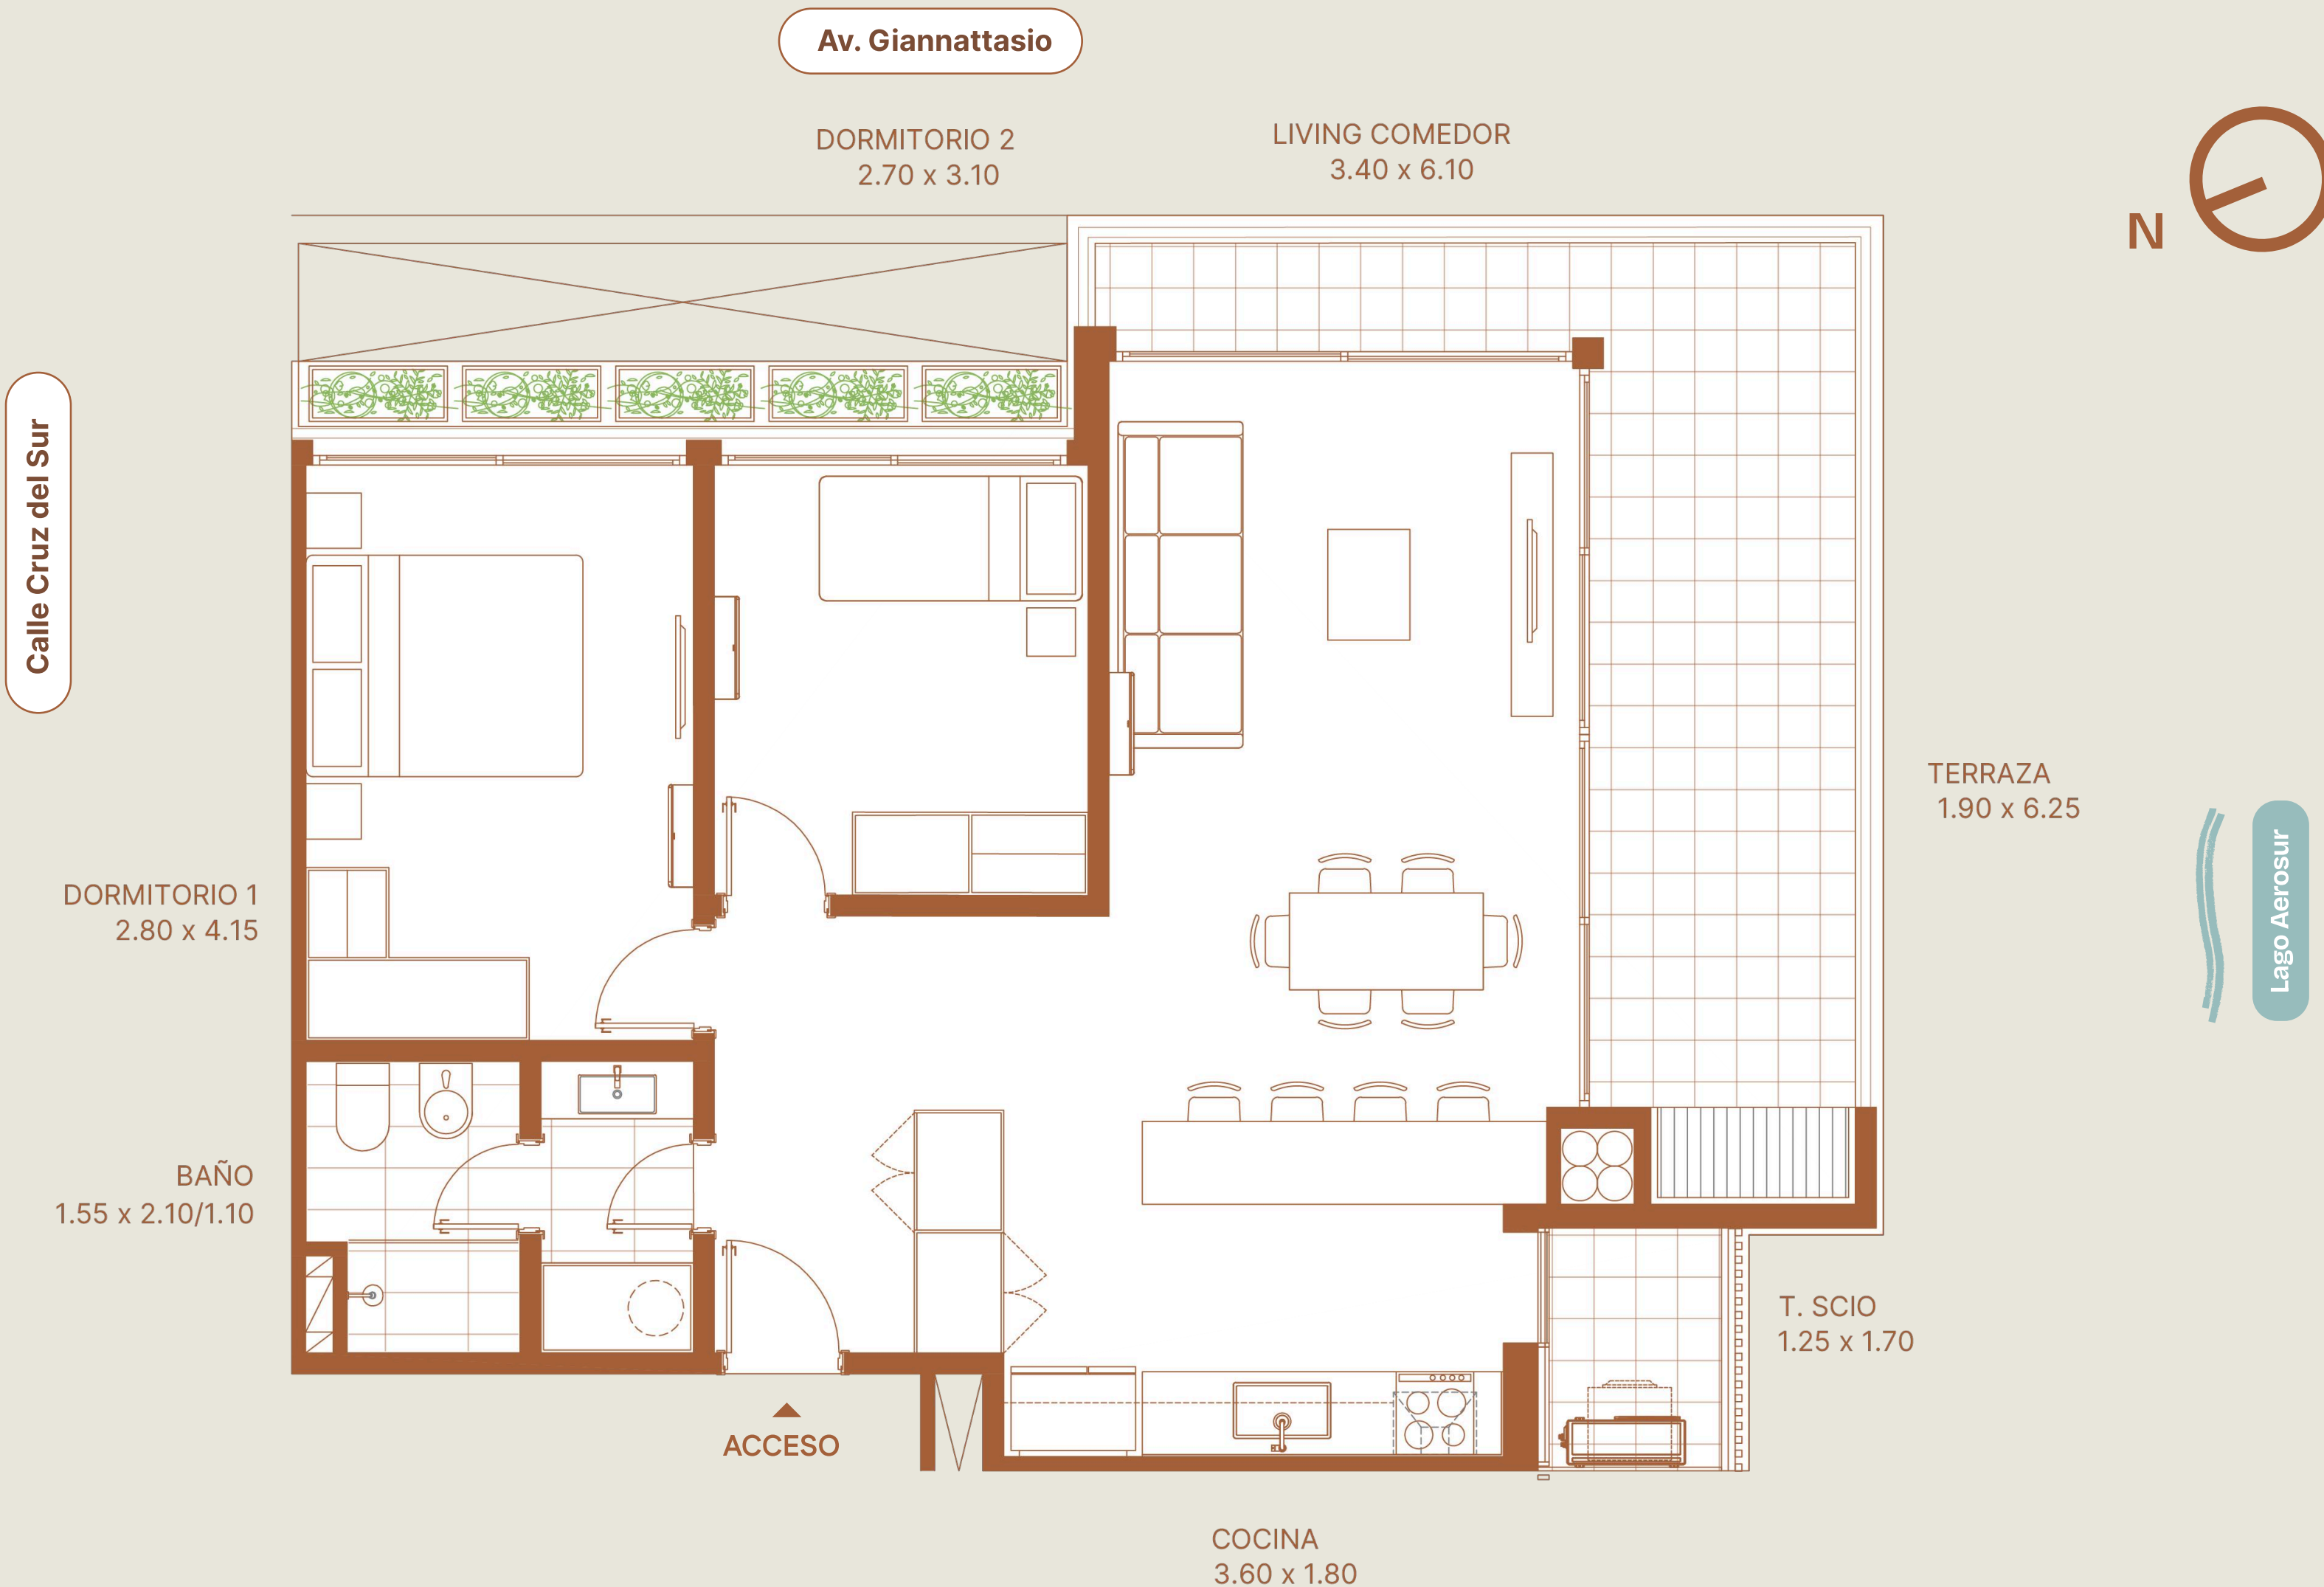 Av. Giannattasio
DORMITORIO 2
2.70 x 3.10
LIVING COMEDOR
3.40 x 6.10
N
Calle Cruz del Sur
TERRAZA
1.90 x 6.25
Lago Aerosur
DORMITORIO 1
2.80 x 4.15
BAÑO
1.55 x 2.10/1.10
T. SCIO
1.25 x 1.70
ACCESO
COCINA
3.60 x 1.80